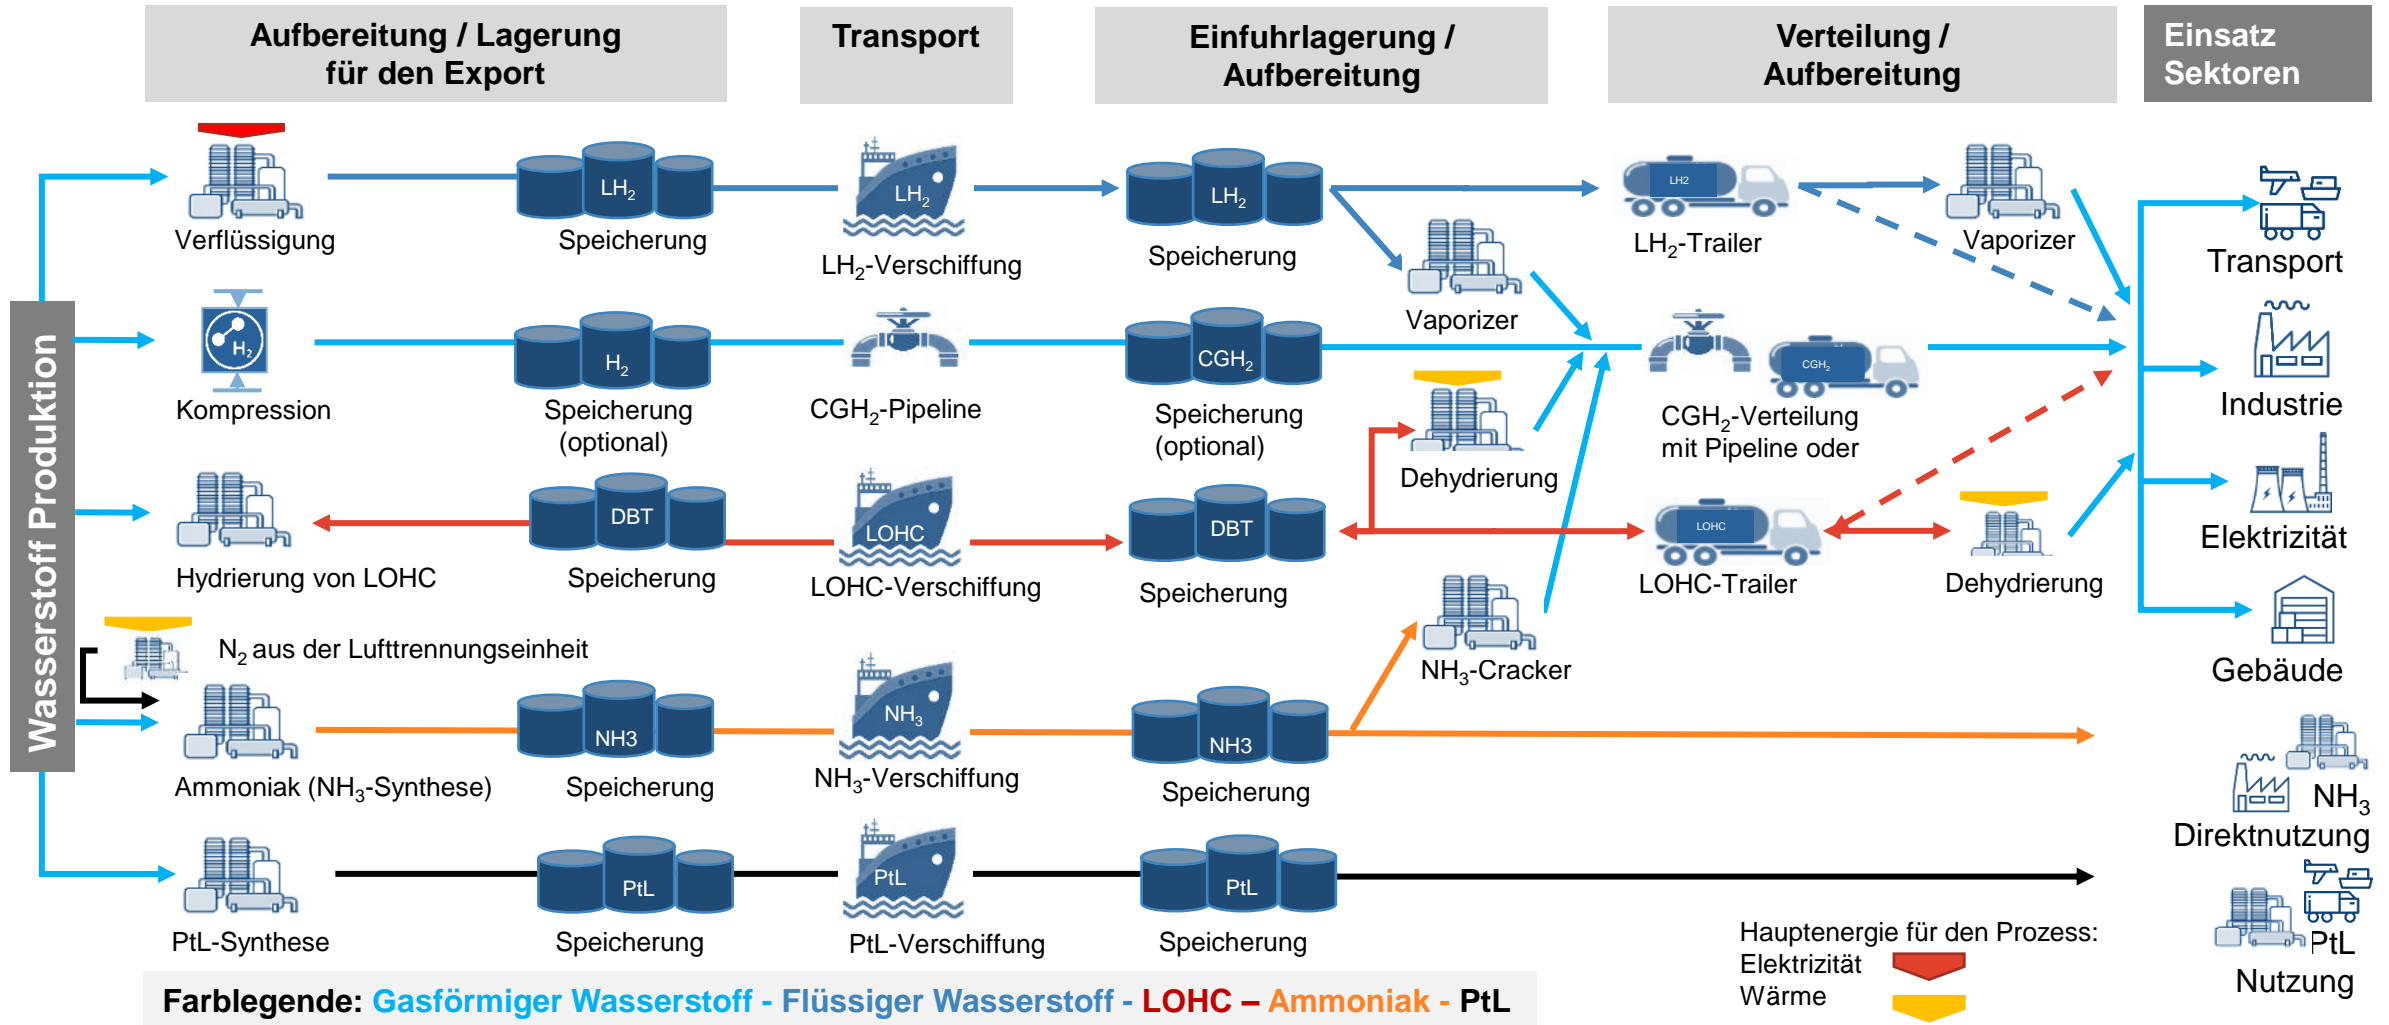 Aufbereitung / Lagerung
für den Export
Transport
Einfuhrlagerung /
Aufbereitung
Verteilung /
Aufbereitung
Einsatz
Sektoren
Wasserstoff Produktion
LH₂
LH₂
LH₂
LH2
Verflüssigung
Speicherung
LH₂-Verschiffung
Speicherung
Vaporizer
LH₂-Trailer
Vaporizer
Transport
H₂
H₂
CGH₂
CGH₂
Kompression
Speicherung
(optional)
CGH₂-Pipeline
Speicherung
(optional)
CGH₂-Verteilung
mit Pipeline oder
Industrie
DBT
LOHC
DBT
Dehydrierung
LOHC
Hydrierung von LOHC
Speicherung
LOHC-Verschiffung
Speicherung
LOHC-Trailer
Dehydrierung
Elektrizität
N₂ aus der Lufttrennungseinheit
NH₃-Cracker
Gebäude
NH3
NH₃
NH3
Ammoniak (NH₃-Synthese)
Speicherung
NH₃-Verschiffung
Speicherung
NH₃
Direktnutzung
PtL
PtL
PtL
PtL-Synthese
Speicherung
PtL-Verschiffung
Speicherung
PtL
Nutzung
Hauptenergie für den Prozess:
Elektrizität
Wärme
Farblegende: Gasförmiger Wasserstoff - Flüssiger Wasserstoff - LOHC – Ammoniak - PtL